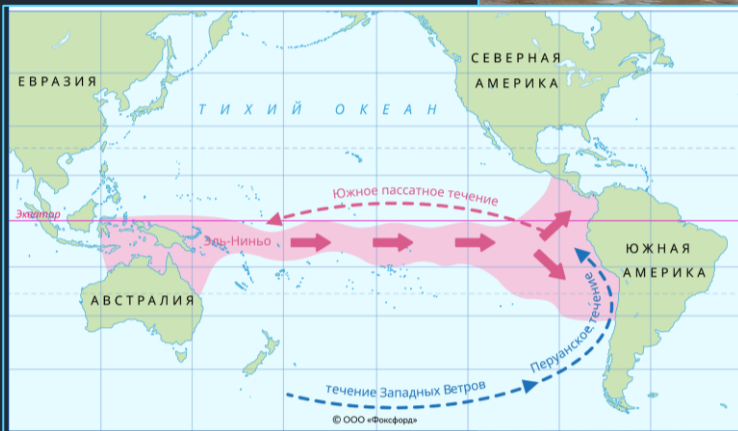 СЕВЕРНАЯ
АМЕРИКА
ЕВРАЗИЯ
ТИХИЙ ОКЕАН
Южное пассатное течение
Экватор
Эль-Ниньо
ЮЖНАЯ
АМЕРИКА
АВСТРАЛИЯ
Перуанское течение
течение Западных Ветров
© ООО «Фоксфорд»